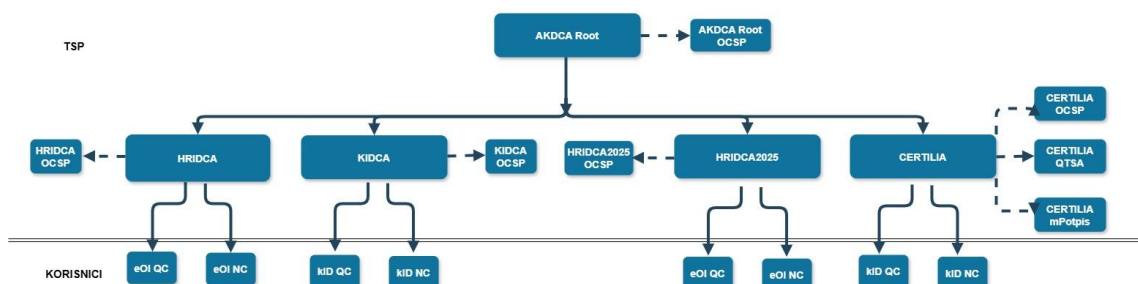 TSP
AKDCA Root
AKDCA Root
OCSP
HRIDCA
OCSP
HRIDCA
KIDCA
KIDCA
OCSP
HRIDCA2025
OCSP
HRIDCA2025
CERTILIA
CERTILIA
OCSP
CERTILIA
QTSA
CERTILIA
mPotpis
KORISNICI
eOI QC
eOI NC
kID QC
kID NC
eOI QC
eOI NC
kID QC
kID NC